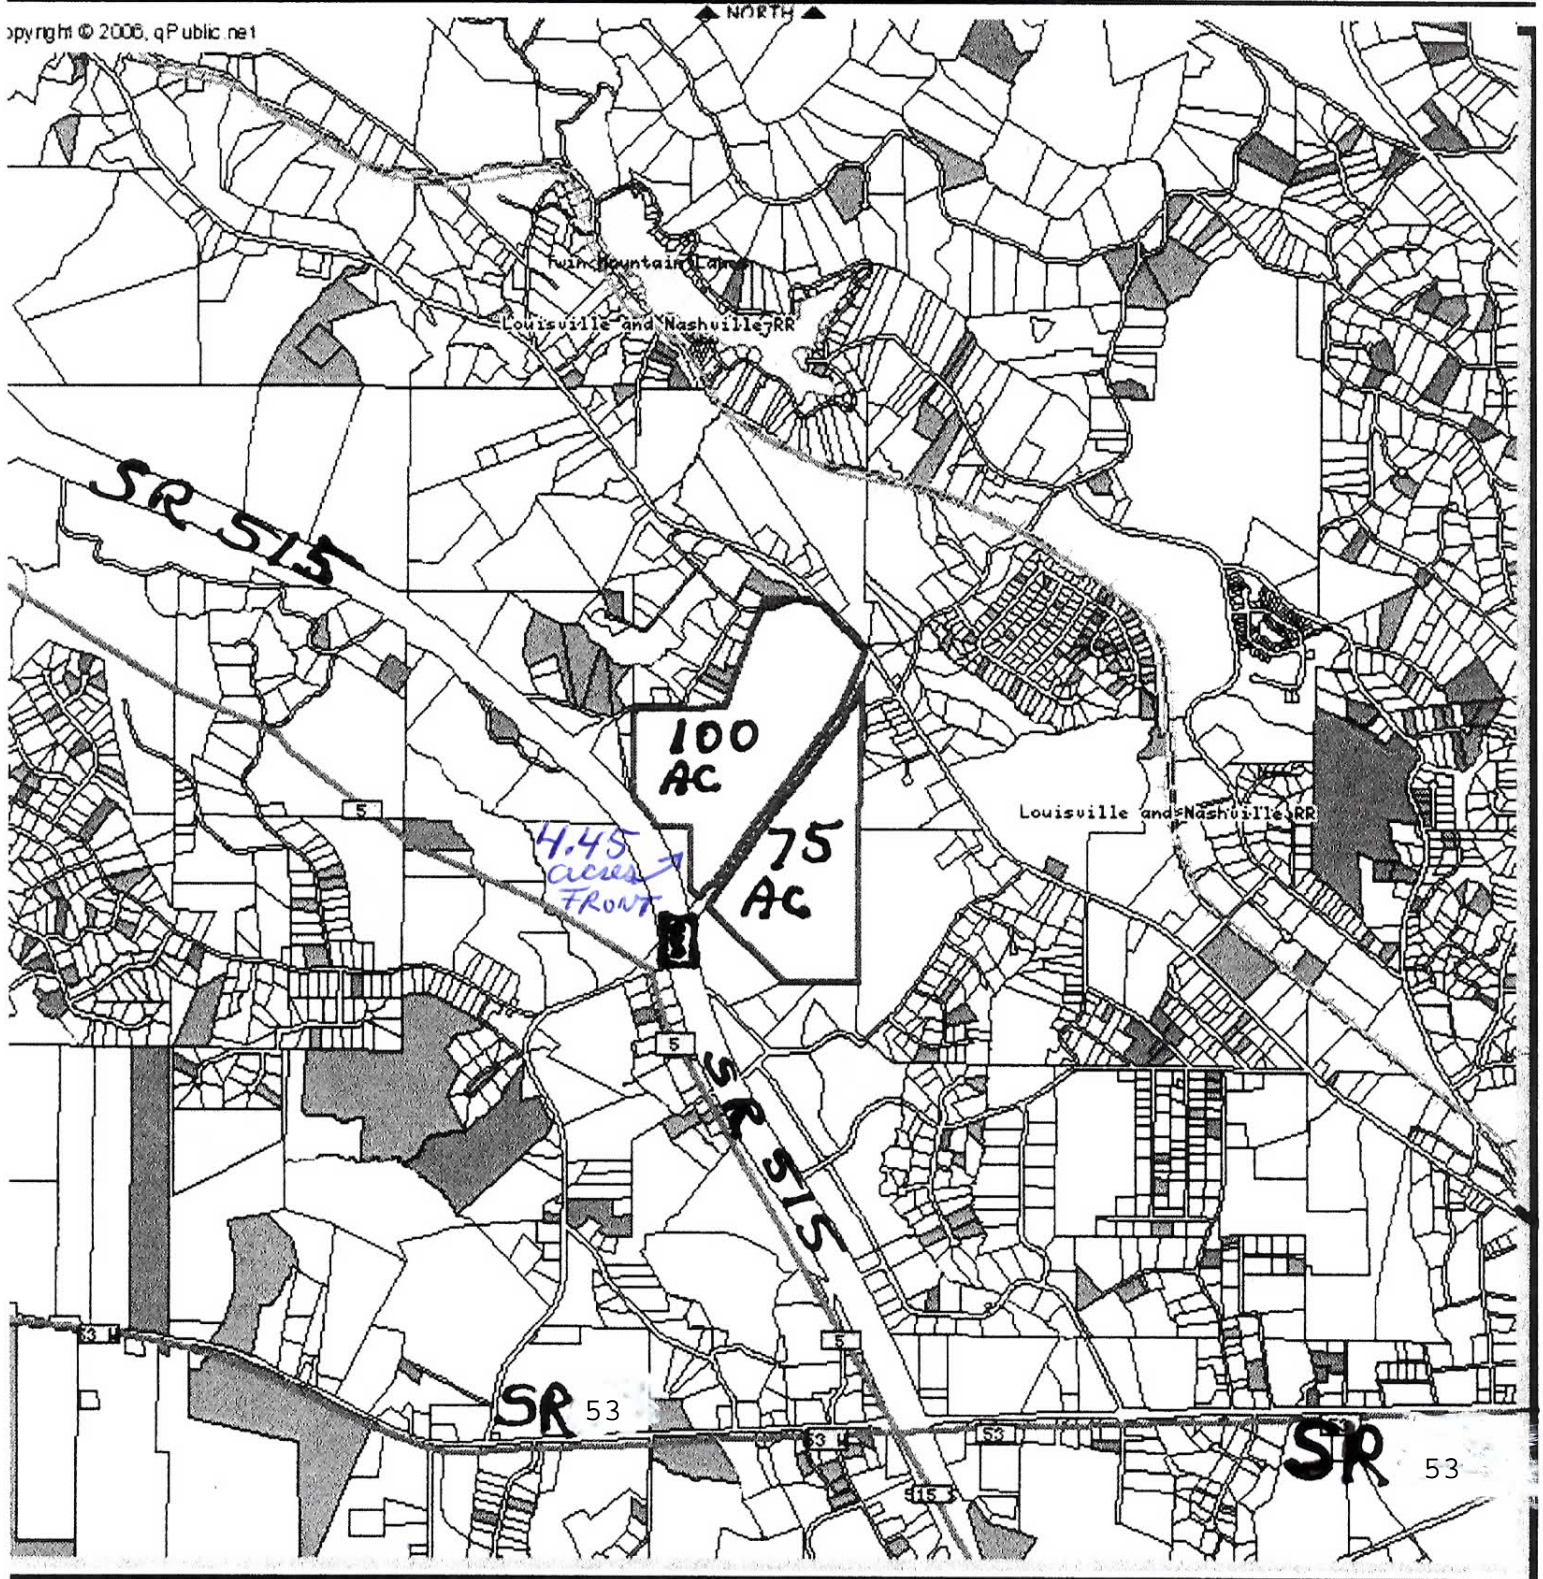 NORTH
opyright © 2006, qPublic.net
Twin Mountain Lake
Louisville and Nashville RR
SR 515
100
AC
5
Louisville and Nashville RR
4.45
acres
FRONT
75
AC
5
SR 515
5
53
SR 53
53
53
SR 53
515